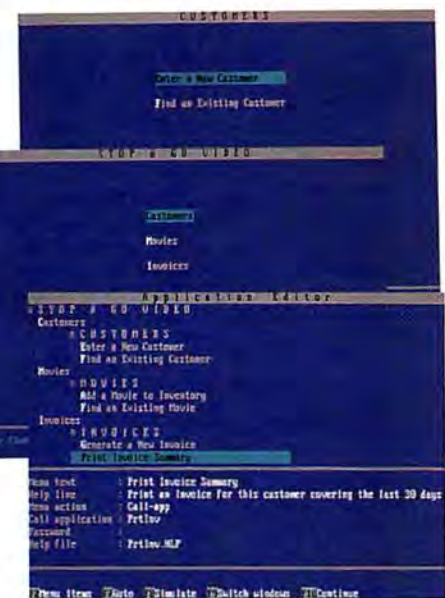 CUSTOMERS
Enter a New Customer
Find an Existing Customer
STOP & GO VIDEO
Customers
Movies
Invoices
Application Editor
STOP & GO VIDEO
Customers
CUSTOMERS
Enter a New Customer
Find an Existing Customer
Movies
MOVIES
Add a Movie to Inventory
Find an Existing Movie
Invoices
INVOICES
Generate a New Invoice
Print Invoice Summary
Menu text : Print Invoice Summary
Help line : Print an Invoice for this customer covering the last 30 days
Menu action : Call-app
Call application : PrtInv
Password :
Help file : PrtInv.HLP
Menu items Auto Simulate Switch windows Continue